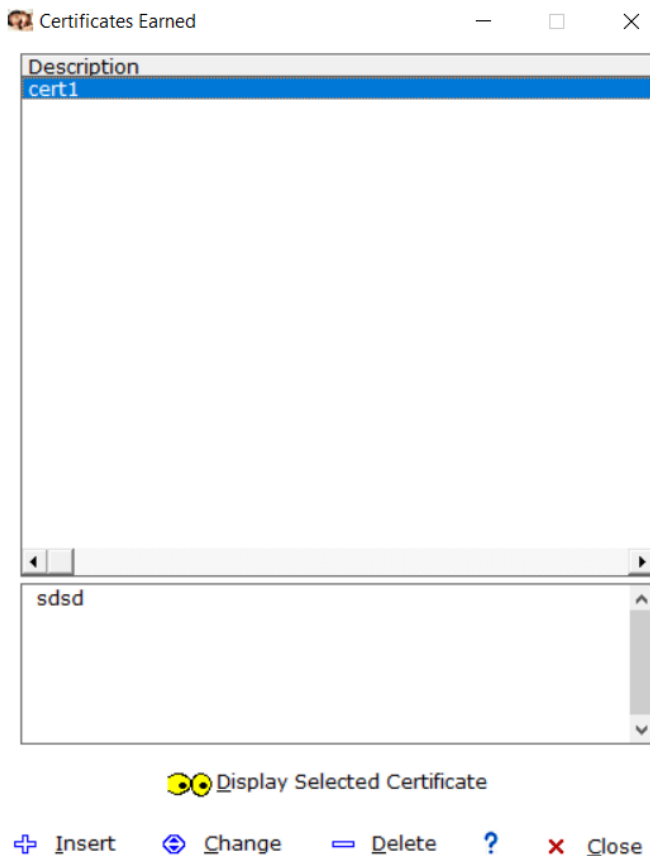 Certificates Earned
Description
cert1
sdsd
Display Selected Certificate
Insert Change Delete ? Close